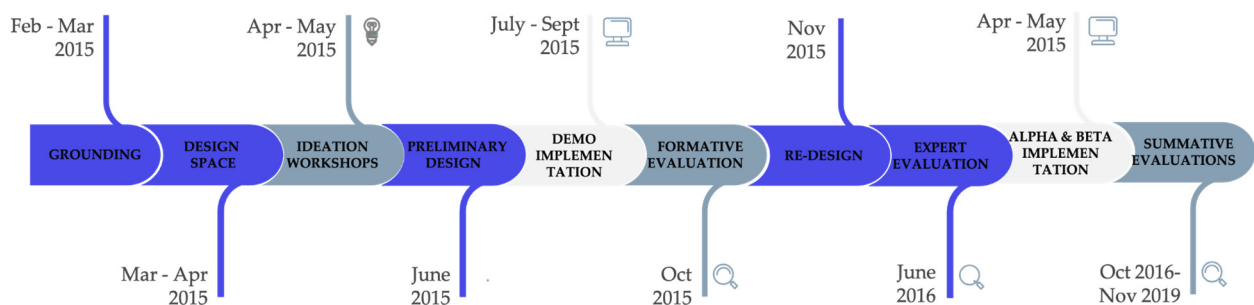 Feb - Mar
2015
Apr - May
2015
July - Sept
2015
Nov
2015
Apr - May
2015
GROUNDING
DESIGN
SPACE
IDEATION
WORKSHOPS
PRELIMINARY
DESIGN
DEMO
IMPLEMEN
TATION
FORMATIVE
EVALUATION
RE-DESIGN
EXPERT
EVALUATION
ALPHA & BETA
IMPLEMEN
TATION
SUMMATIVE
EVALUATIONS
Mar - Apr
2015
June
2015
Oct
2015
June
2016
Oct 2016-
Nov 2019